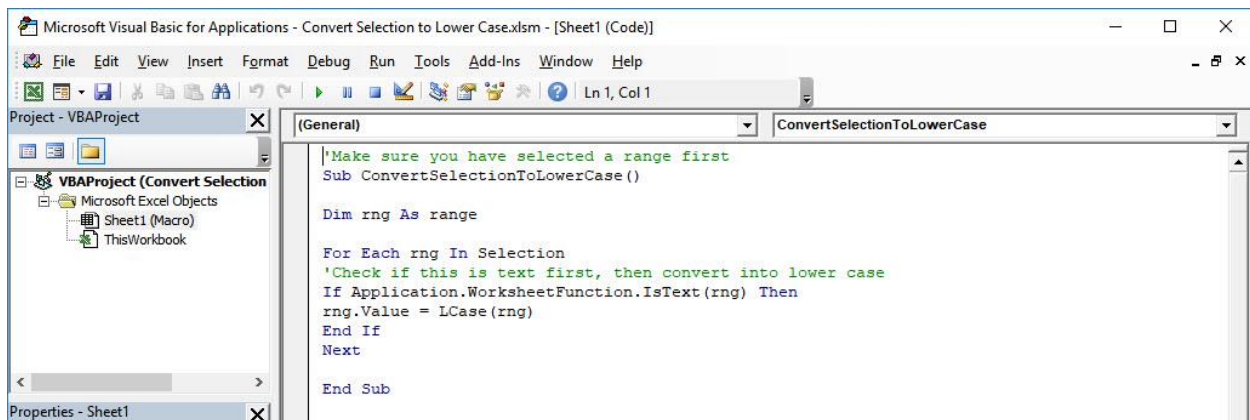 Microsoft Visual Basic for Applications - Convert Selection to Lower Case.xlsm - [Sheet1 (Code)]
File Edit View Insert Format Debug Run Tools Add-Ins Window Help
Ln 1, Col 1
Project - VBAProject
(General) ConvertSelectionToLowerCase
VBAProject (Convert Selection
Microsoft Excel Objects
Sheet1 (Macro)
ThisWorkbook
'Make sure you have selected a range first
Sub ConvertSelectionToLowerCase()
Dim rng As range
For Each rng In Selection
'Check if this is text first, then convert into lower case
If Application.WorksheetFunction.IsText(rng) Then
rng.Value = LCase(rng)
End If
Next
End Sub
Properties - Sheet1